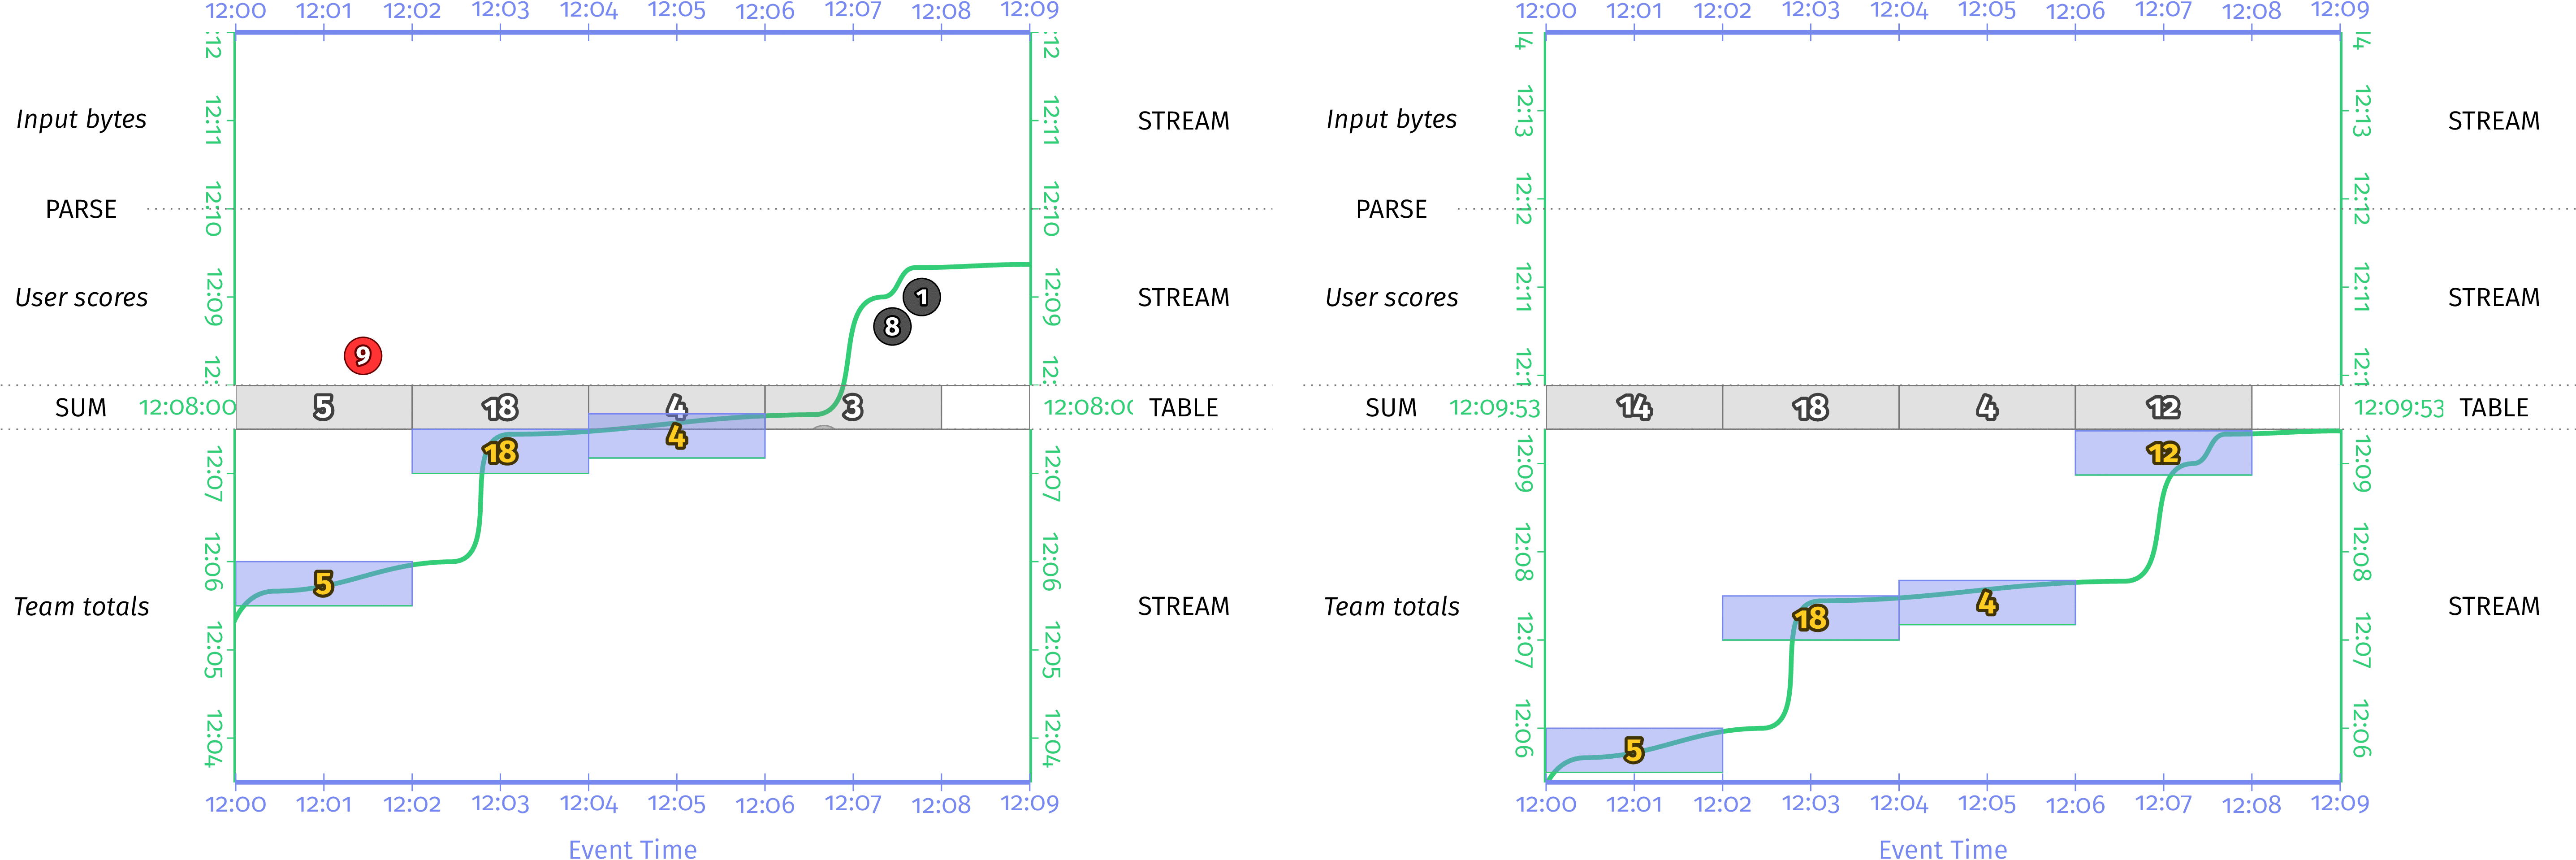 12:00 12:01 12:02 12:03 12:04 12:05 12:06 12:07 12:08 12:09
:12 :12
Input bytes 12:11 12:11 STREAM
PARSE 12:10 12:10
User scores 12:09 12:09 STREAM
1
8
9
12: 12:
SUM 12:08:00 5 18 4 3 12:08:00 TABLE
18 4
12:07 12:07
12:06 5 12:06
Team totals STREAM
12:05 12:05
12:04 12:04
12:00 12:01 12:02 12:03 12:04 12:05 12:06 12:07 12:08 12:09
Event Time
12:00 12:01 12:02 12:03 12:04 12:05 12:06 12:07 12:08 12:09
14 14
Input bytes 12:13 12:13 STREAM
PARSE 12:12 12:12
User scores 12:11 12:11 STREAM
12:1 12:1
SUM 12:09:53 14 18 4 12 12:09:53 TABLE
12
12:09 12:09
12:08 12:08
Team totals 18 4 STREAM
12:07 12:07
12:06 5 12:06
12:00 12:01 12:02 12:03 12:04 12:05 12:06 12:07 12:08 12:09
Event Time